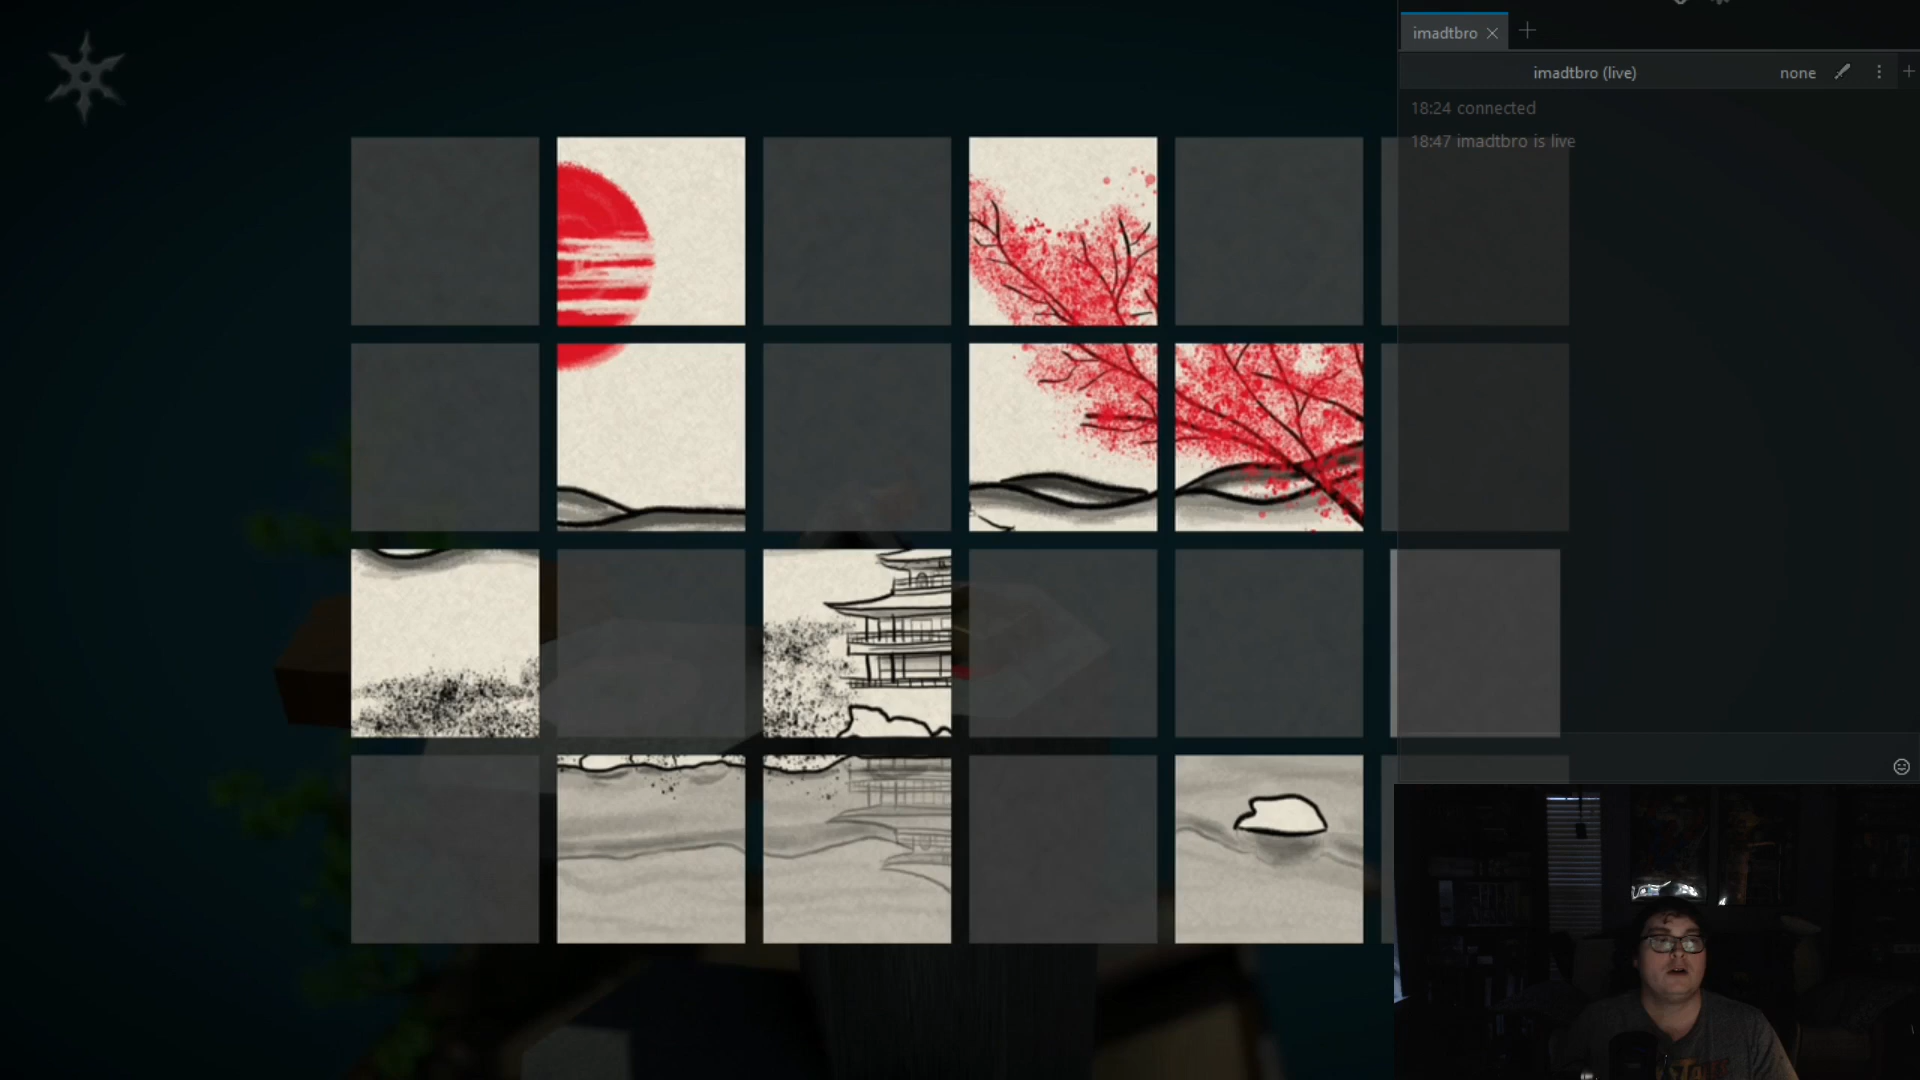 imadtbro
imadtbro (live)
none
18:24 connected
18:47 imadtbro is live